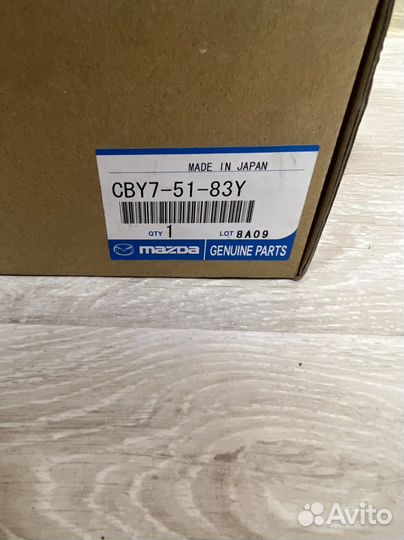 MADE IN JAPAN
CBY7-51-83Y
QTY 1 LOT 8A09
mazda GENUINE PARTS
Avito